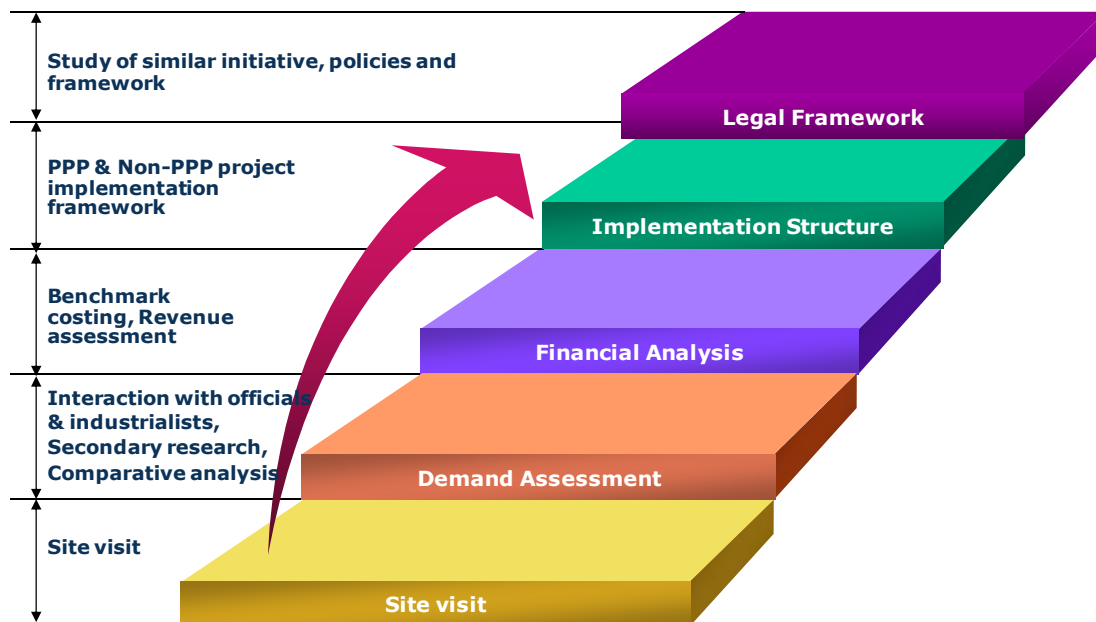 Study of similar initiative, policies and
framework
Legal Framework
PPP & Non-PPP project
implementation
framework
Implementation Structure
Benchmark
costing, Revenue
assessment
Financial Analysis
Interaction with officials
& industrialists,
Secondary research,
Comparative analysis
Demand Assessment
Site visit
Site visit